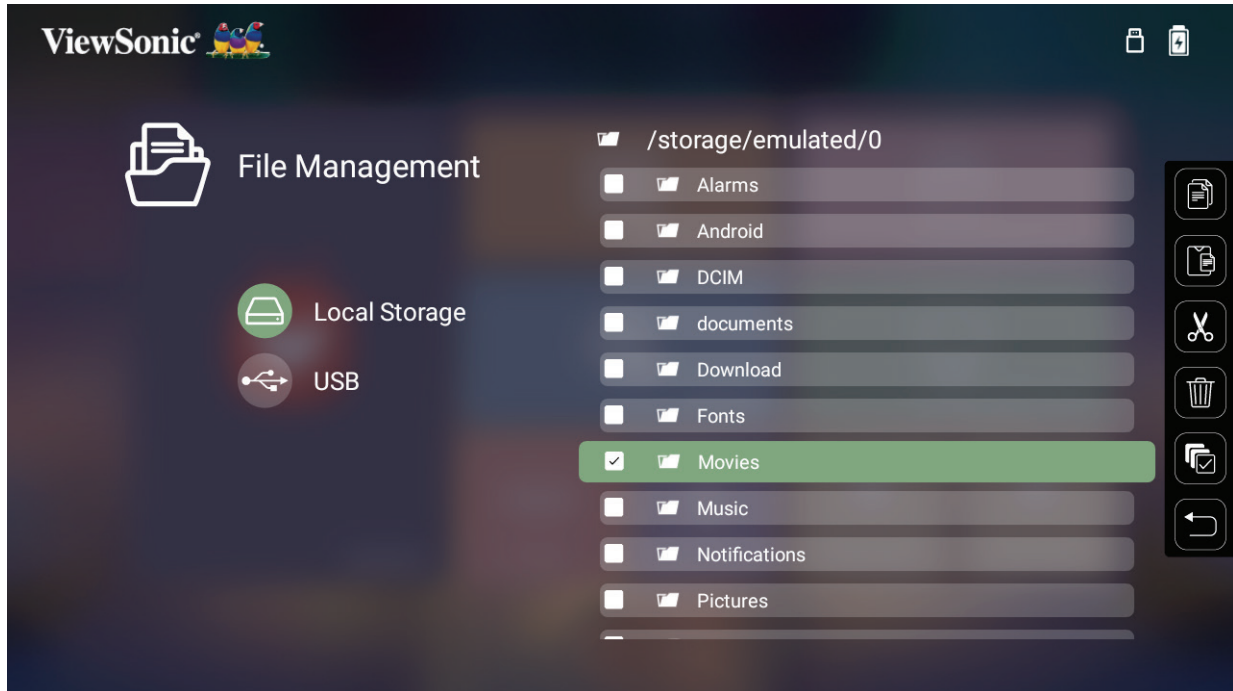 ViewSonic®
File Management
Local Storage
USB
/storage/emulated/0
Alarms
Android
DCIM
documents
Download
Fonts
Movies
Music
Notifications
Pictures